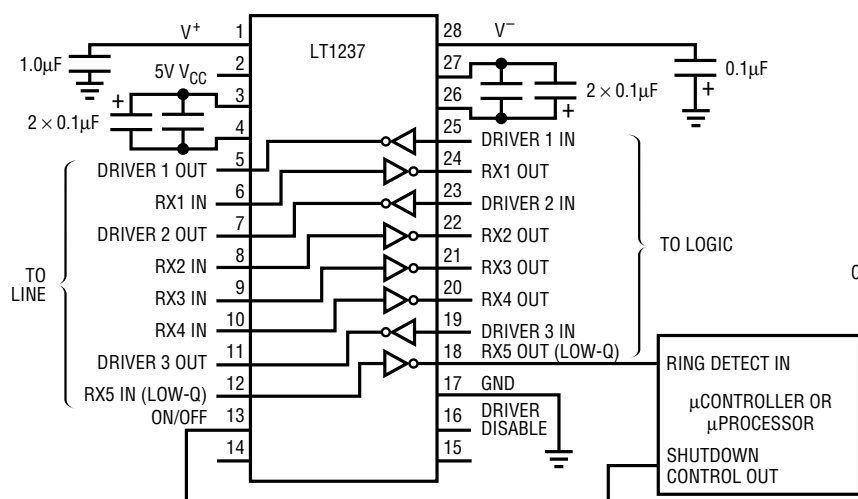 V+
1
1.0µF
2
5V VCC
3
2 × 0.1µF
4
DRIVER 1 OUT
5
RX1 IN
6
DRIVER 2 OUT
7
RX2 IN
8
RX3 IN
9
RX4 IN
10
DRIVER 3 OUT
11
RX5 IN (LOW-Q)
12
ON/OFF
13
14
TO
LINE
+
LT1237
28
V−
27
0.1µF
+
26
2 × 0.1µF
+
25
DRIVER 1 IN
24
RX1 OUT
23
DRIVER 2 IN
22
RX2 OUT
21
RX3 OUT
20
RX4 OUT
19
DRIVER 3 IN
18
RX5 OUT (LOW-Q)
17
GND
16
DRIVER
DISABLE
15
TO LOGIC
RING DETECT IN
µCONTROLLER OR
µPROCESSOR
SHUTDOWN
CONTROL OUT